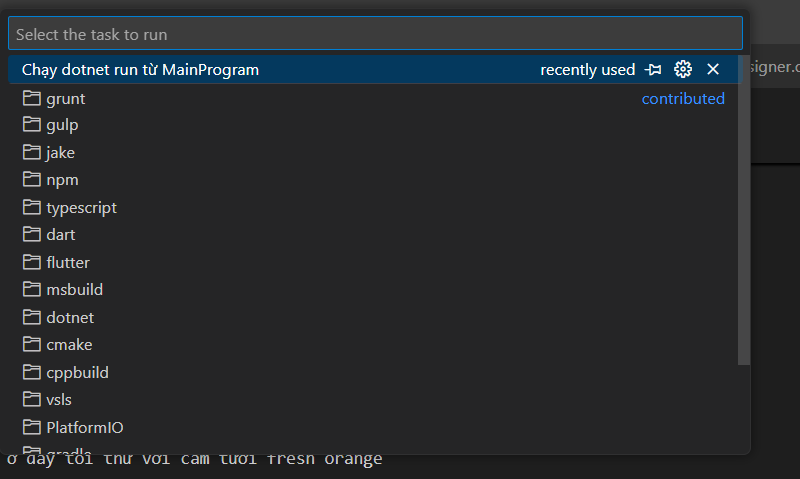 Select the task to run
Chạy dotnet run từ MainProgram recently used
grunt contributed
gulp
jake
npm
typescript
dart
flutter
msbuild
dotnet
cmake
cppbuild
vsls
PlatformIO
gradle
signer.c
ở đây tôi thử với cam tươi fresh orange